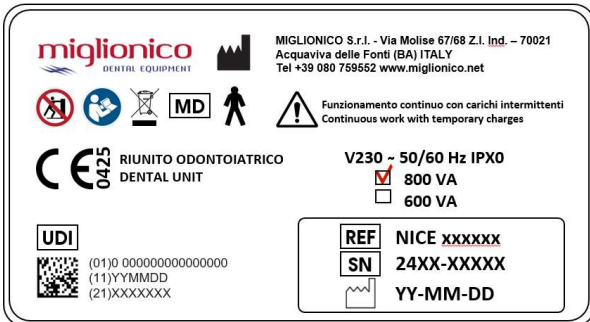 miglionico
DENTAL EQUIPMENT
MIGLIONICO S.r.l. - Via Molise 67/68 Z.I. Ind. – 70021
Acquaviva delle Fonti (BA) ITALY
Tel +39 080 759552 www.miglionico.net
MD
Funzionamento continuo con carichi intermittenti
Continuous work with temporary charges
CE 0425
RIUNITO ODONTOIATRICO
DENTAL UNIT
V230 ~ 50/60 Hz IPX0
800 VA
600 VA
UDI
(01)0 00000000000000
(11)YYMMDD
(21)XXXXXXX
REF NICE xxxxxx
SN 24XX-XXXXX
YY-MM-DD